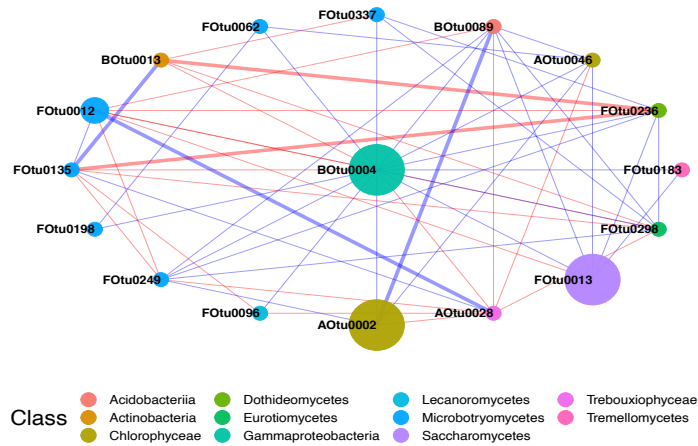 FOtu0337
FOtu0062 BOtu0089
BOtu0013 AOtu0046
FOtu0012 FOtu0236
FOtu0135 BOtu0004 FOtu0183
FOtu0198 FOtu0298
FOtu0249 FOtu0013
FOtu0096 AOtu0002 AOtu0028
Class
Acidobacteriia Dothideomycetes Lecanoromycetes Trebouxiophyceae
Actinobacteria Eurotiomycetes Microbotryomycetes Tremellomycetes
Chlorophyceae Gammaproteobacteria Saccharomycetes